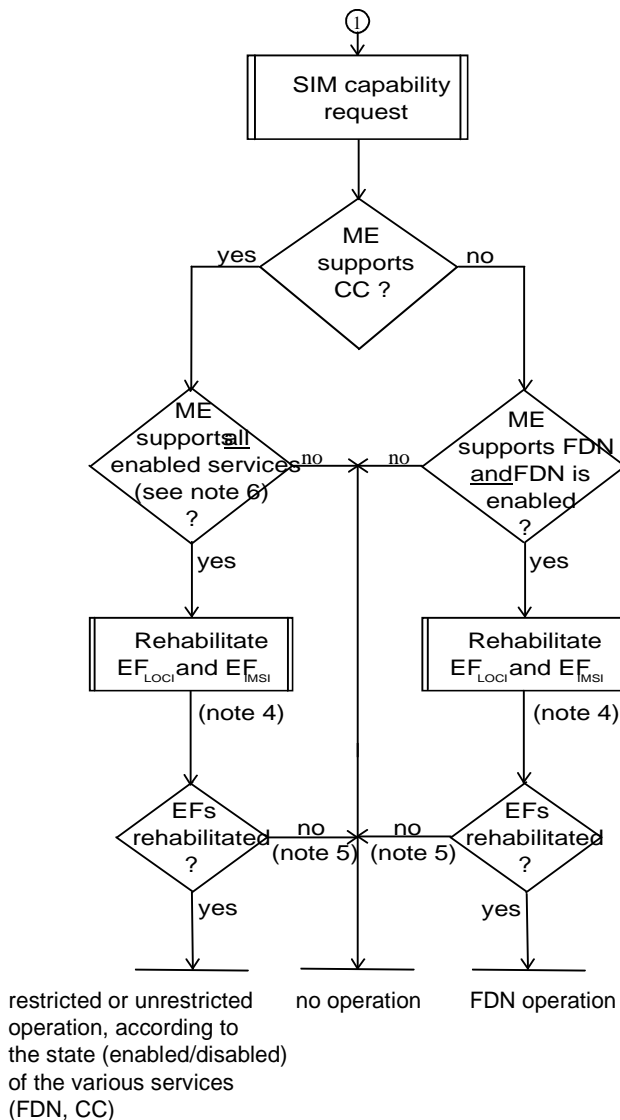 1
SIM capability
request
ME
supports
CC ?
yes
no
ME
supports all
enabled services
(see note 6)
?
no
no
ME
supports FDN
and FDN is
enabled
?
yes
yes
Rehabilitate
EFLOCI and EFIMSI
Rehabilitate
EFLOCI and EFIMSI
(note 4)
(note 4)
EFs
rehabilitated
?
no
(note 5)
no
(note 5)
EFs
rehabilitated
?
yes
yes
restricted or unrestricted
operation, according to
the state (enabled/disabled)
of the various services
(FDN, CC)
no operation
FDN operation